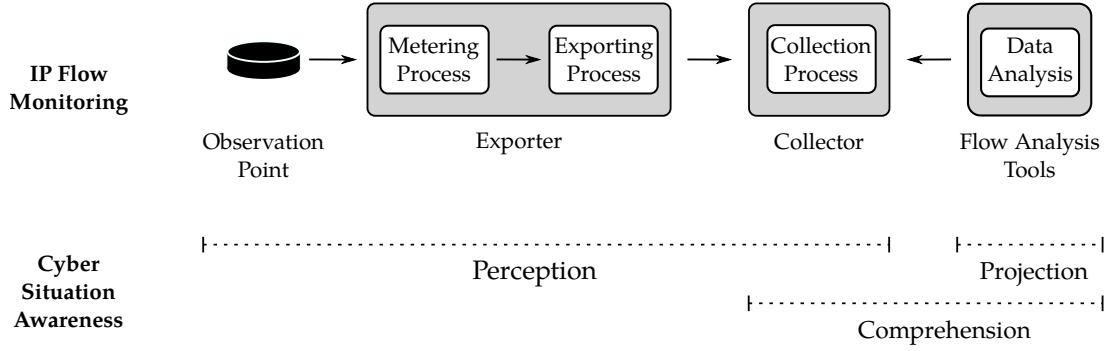 IP Flow
Monitoring
Metering
Process
Exporting
Process
Collection
Process
Data
Analysis
Observation
Point
Exporter
Collector
Flow Analysis
Tools
Cyber
Situation
Awareness
Perception
Projection
Comprehension